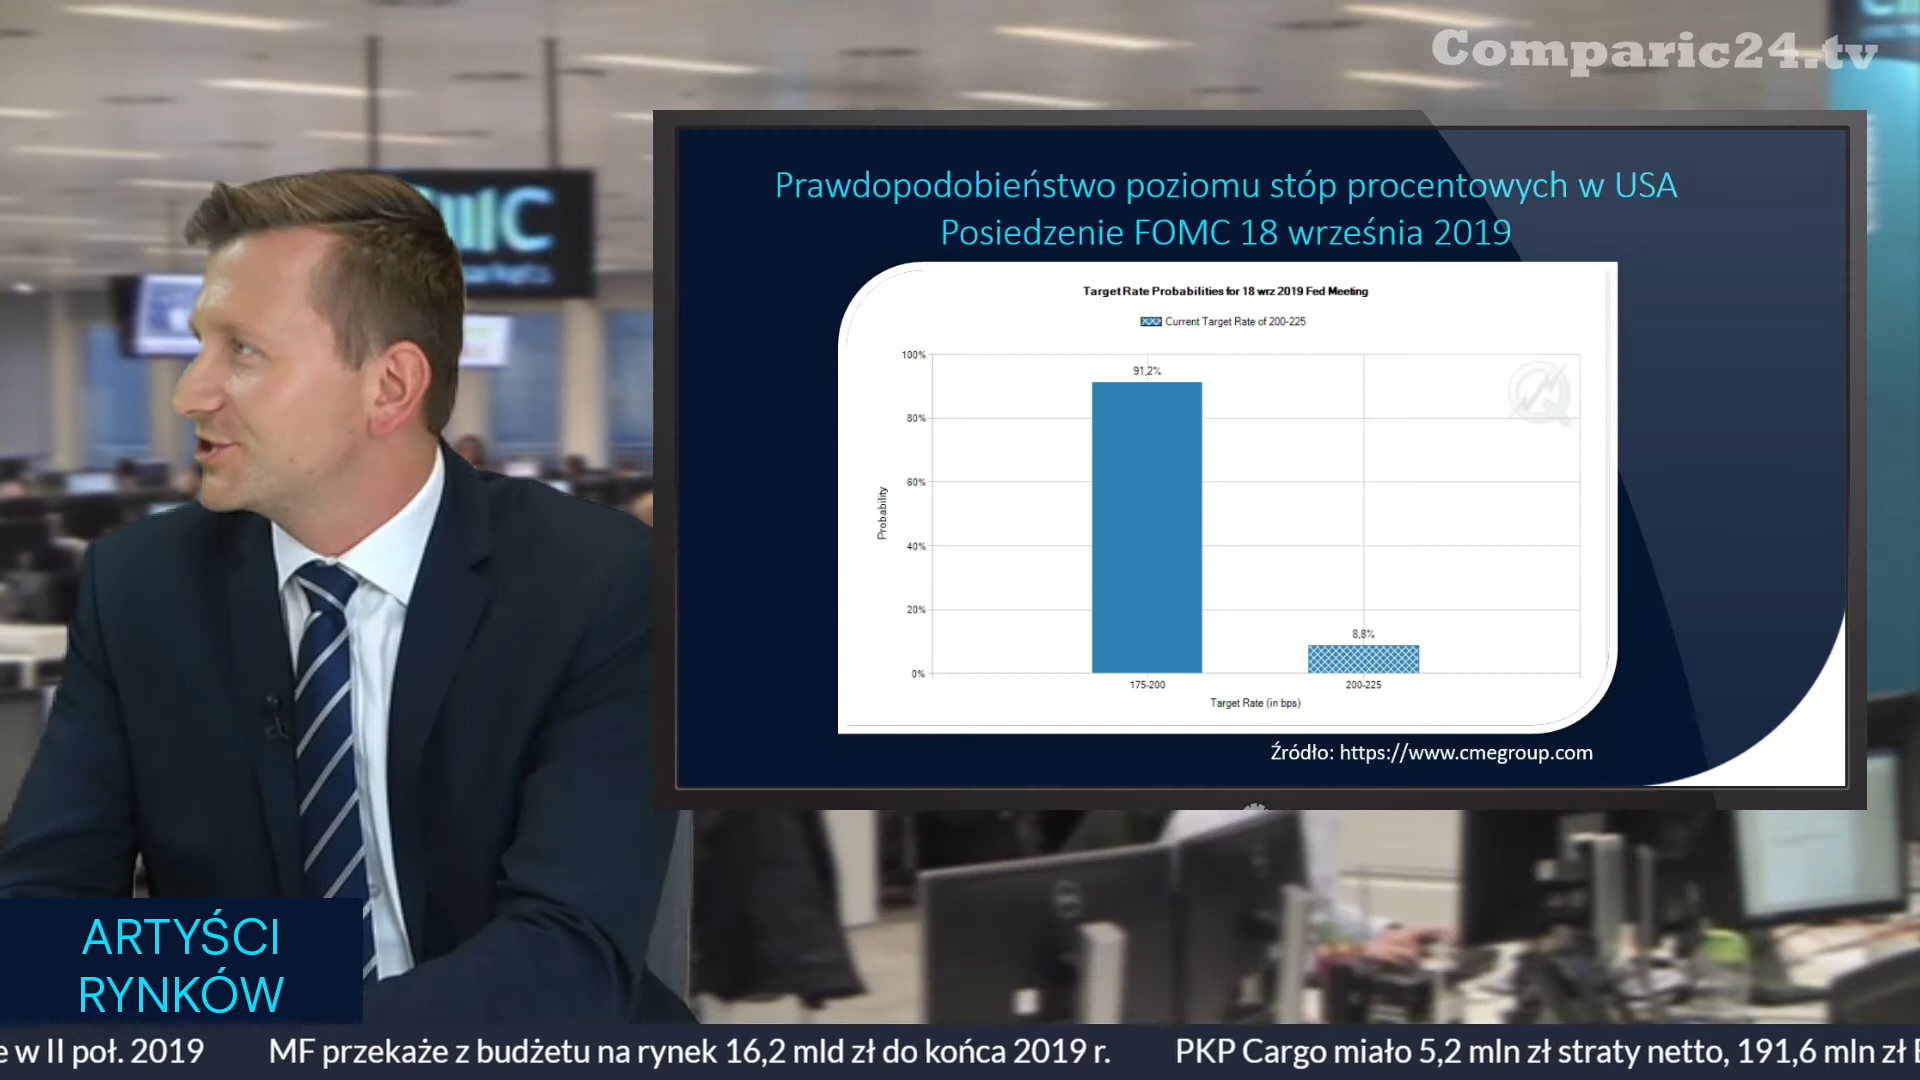 Comparic24.tv
CMC
Prawdopodobieństwo poziomu stóp procentowych w USA
Posiedzenie FOMC 18 września 2019
Target Rate Probabilities for 18 wrz 2019 Fed Meeting
Current Target Rate of 200-225
100%
91,2%
80%
60%
Probability
40%
20%
8,8%
0%
175-200
200-225
Target Rate (in bps)
Źródło: https://www.cmegroup.com
ARTYŚCI
RYNKÓW
e w II poł. 2019 MF przekaże z budżetu na rynek 16,2 mld zł do końca 2019 r. PKP Cargo miało 5,2 mln zł straty netto, 191,6 mln zł